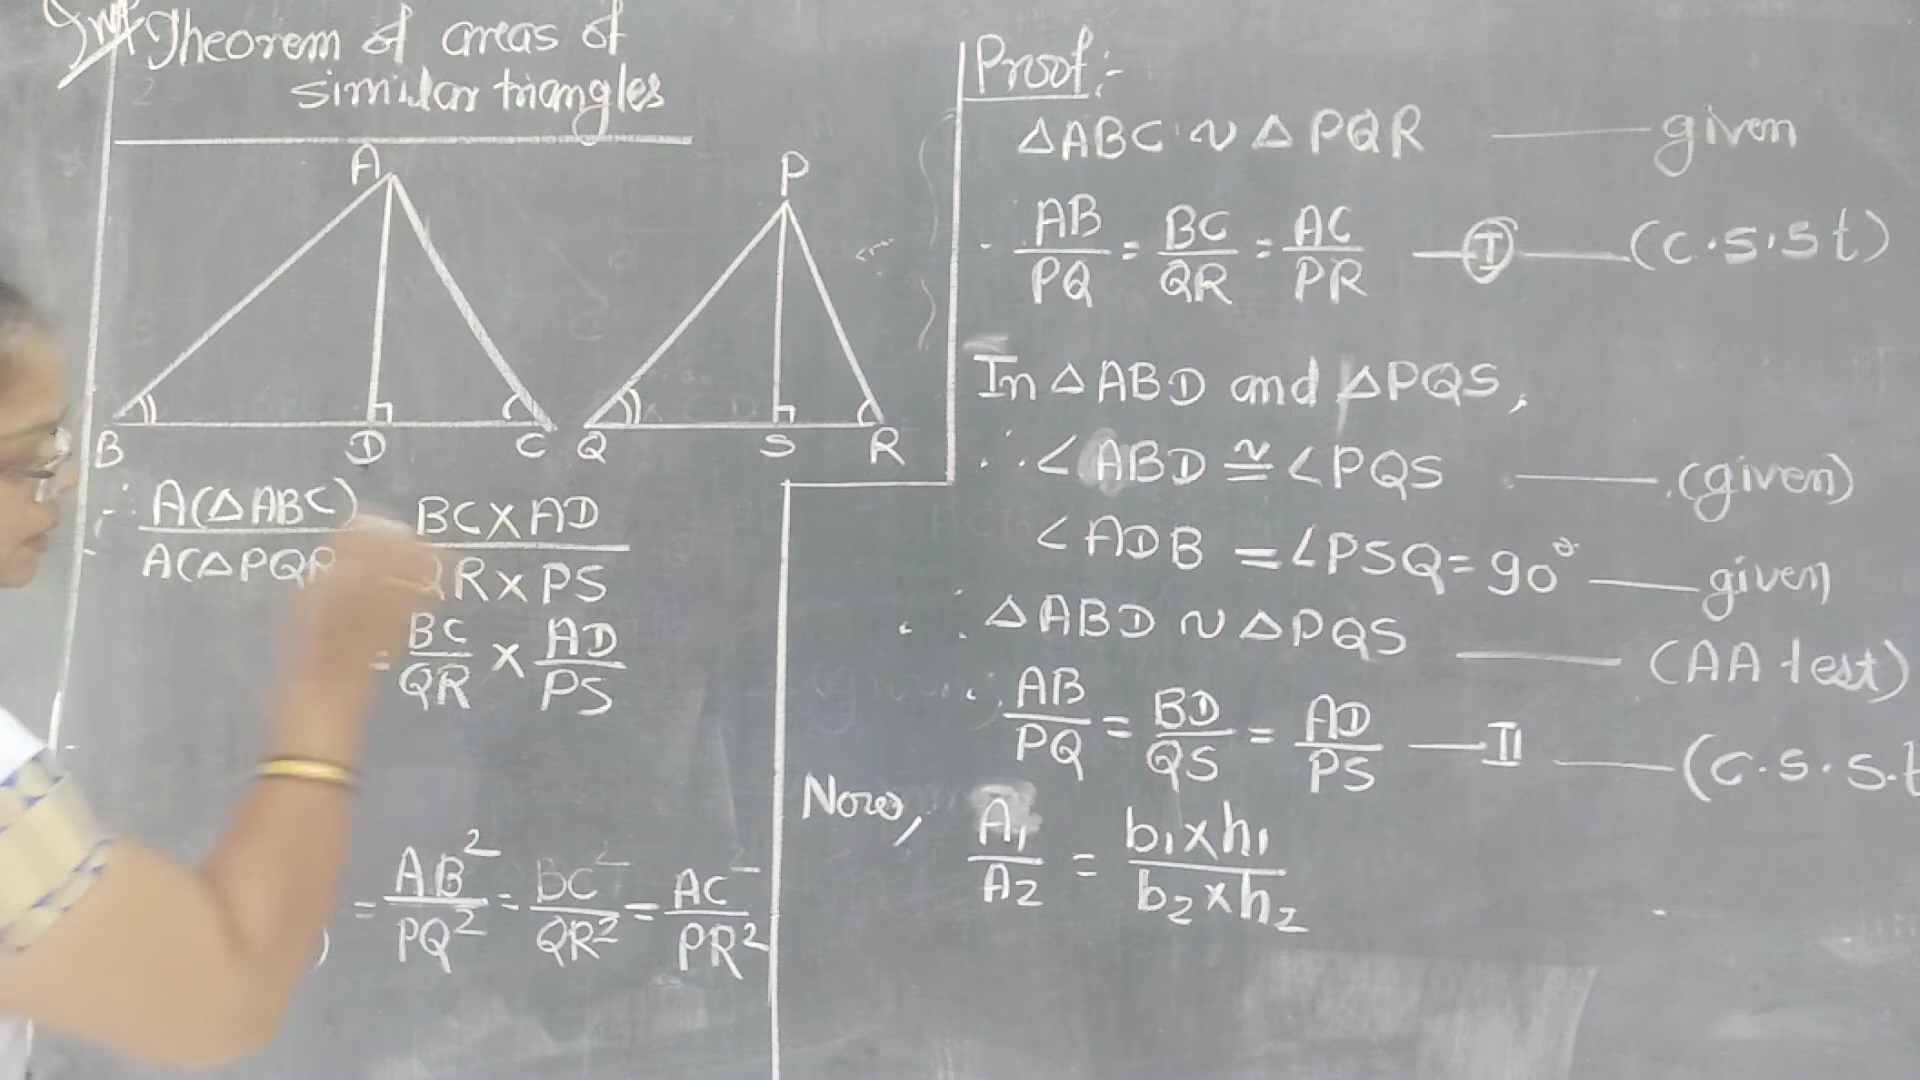 Imp Theorem of areas of
similar triangles
A
B D C
P
Q S R
∴ A(△ABC) / A(△PQR = BC×AD / QR×PS
= BC/QR × AD/PS
= AB²/PQ² = BC²/QR² = AC²/PR²
Proof:-
△ABC ~ △PQR — given
∴ AB/PQ = BC/QR = AC/PR — I — (c.s.s t)
In △ABD and △PQS,
∴ ∠ABD ≅ ∠PQS — (given)
∠ADB = ∠PSQ = 90° — given
∴ △ABD ~ △PQS — (AA test)
∴ AB/PQ = BD/QS = AD/PS — II — (c.s.s.t
Now, A₁/A₂ = b₁×h₁ / b₂×h₂